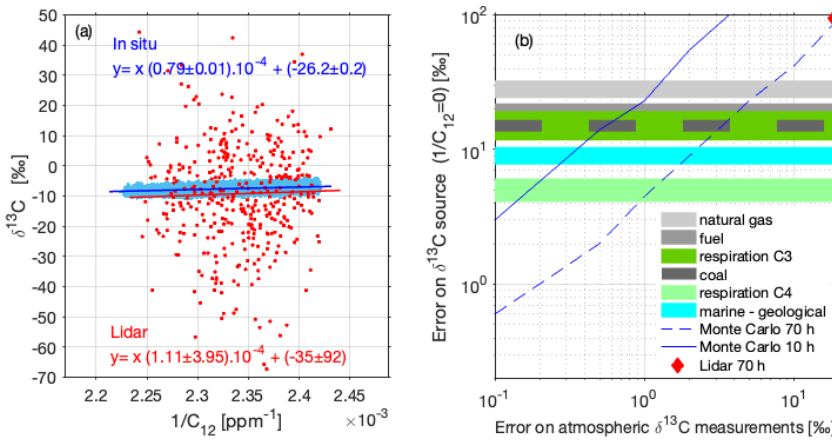 (a)
In situ
y= x (0.79±0.01).10⁻⁴ + (-26.2±0.2)
Lidar
y= x (1.11±3.95).10⁻⁴ + (-35±92)
δ¹³C [‰]
50
40
30
20
10
0
-10
-20
-30
-40
-50
-60
-70
2.2
2.25
2.3
2.35
2.4
2.45
1/C₁₂ [ppm⁻¹]
×10⁻³
(b)
Error on δ¹³C source (1/C₁₂=0) [‰]
10²
10¹
10⁰
natural gas
fuel
respiration C3
coal
respiration C4
marine - geological
Monte Carlo 70 h
Monte Carlo 10 h
Lidar 70 h
10⁻¹
10⁰
10¹
Error on atmospheric δ¹³C measurements [‰]